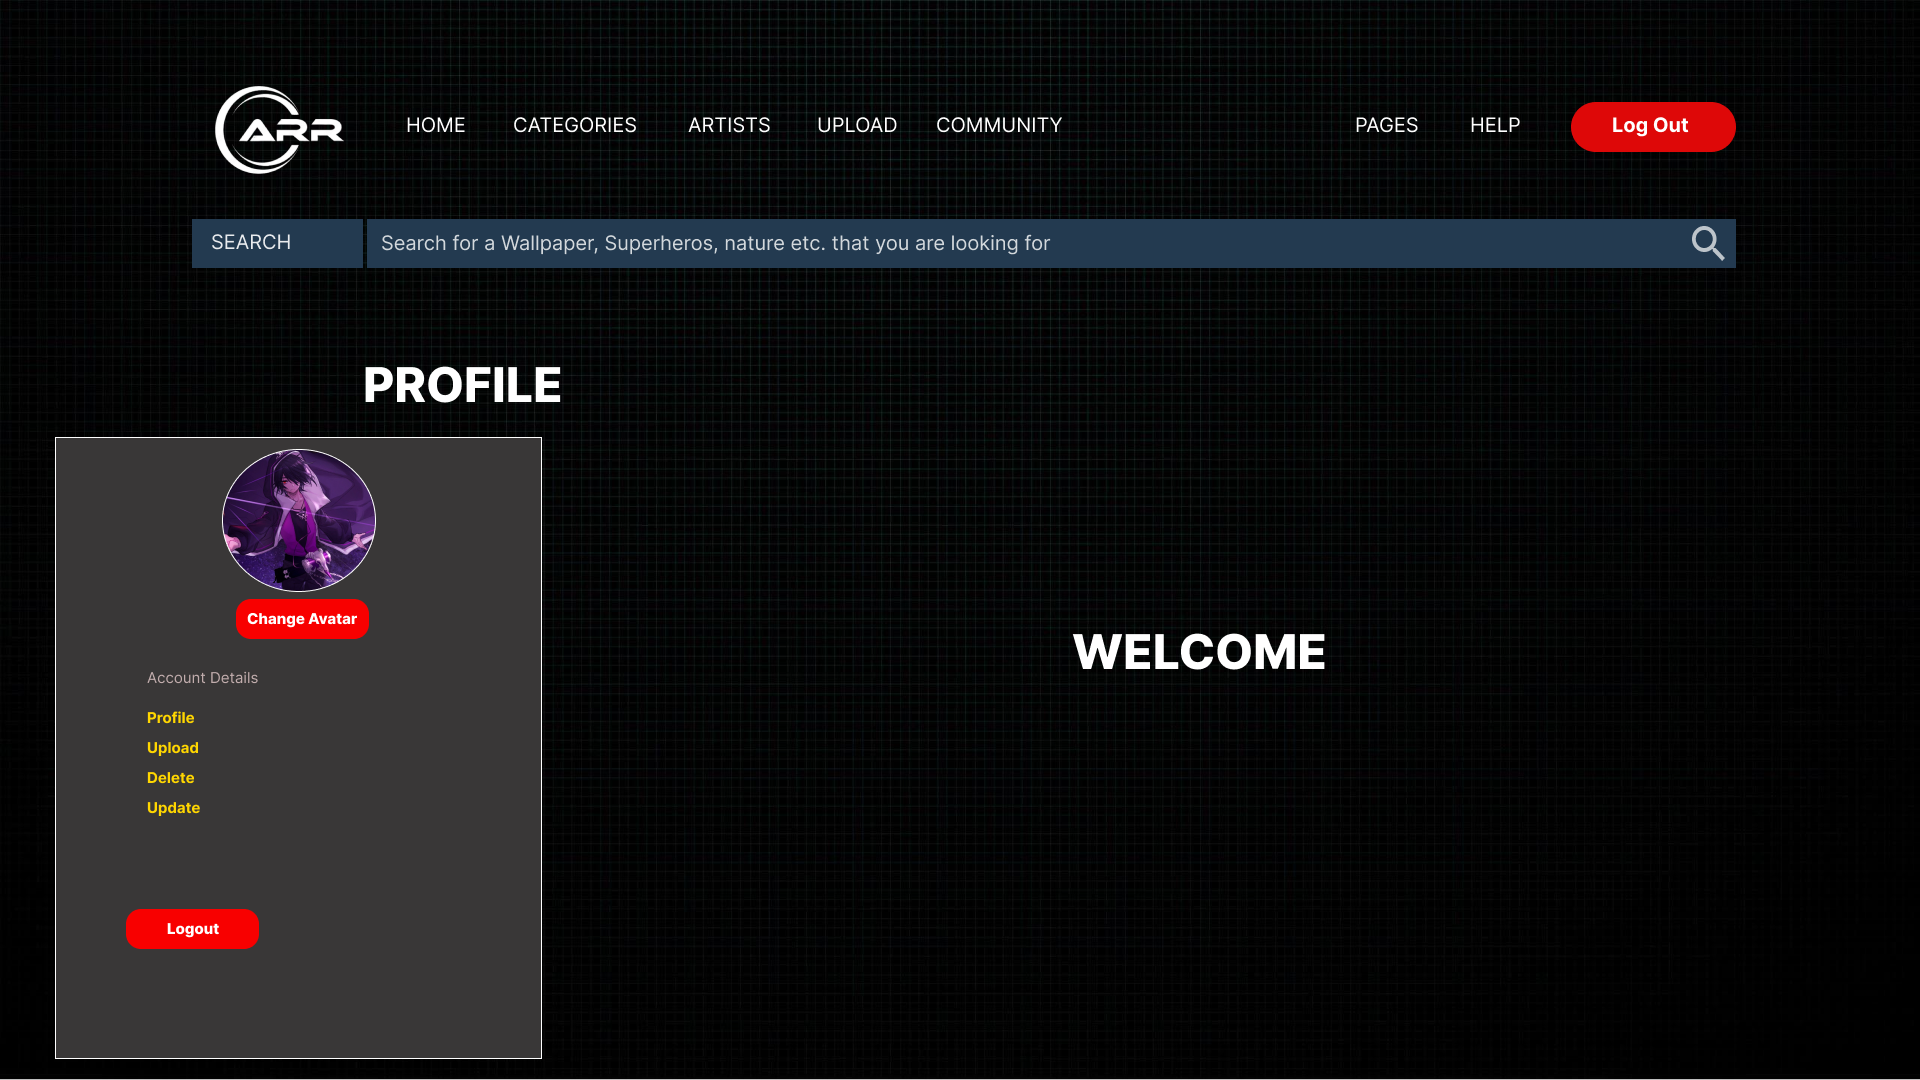 ARR
HOME CATEGORIES ARTISTS UPLOAD COMMUNITY PAGES HELP Log Out
SEARCH Search for a Wallpaper, Superheros, nature etc. that you are looking for
PROFILE
Change Avatar
Account Details
Profile
Upload
Delete
Update
Logout
WELCOME